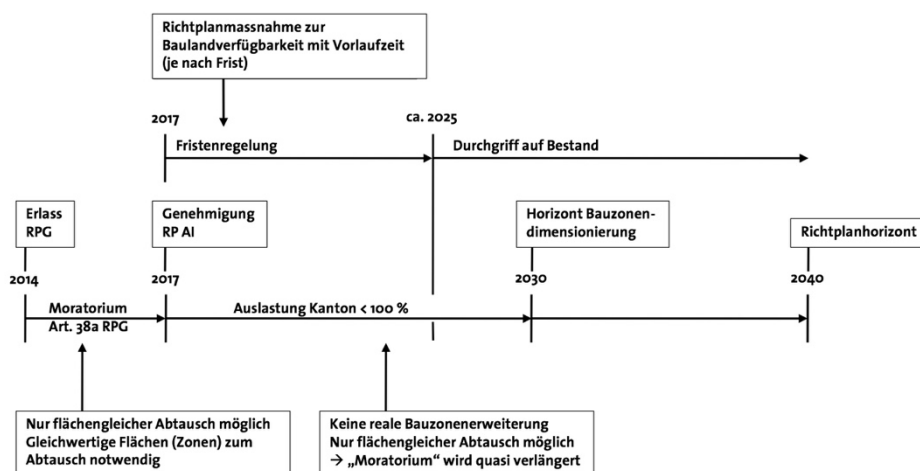 Richtplanmassnahme zur
Baulandverfügbarkeit mit Vorlaufzeit
(je nach Frist)
2017
ca. 2025
Fristenregelung
Durchgriff auf Bestand
Erlass
RPG
Genehmigung
RP AI
Horizont Bauzonen-
dimensionierung
Richtplanhorizont
2014
2017
2030
2040
Moratorium
Art. 38a RPG
Auslastung Kanton < 100 %
Nur flächengleicher Abtausch möglich
Gleichwertige Flächen (Zonen) zum
Abtausch notwendig
Keine reale Bauzonenerweiterung
Nur flächengleicher Abtausch möglich
→ „Moratorium“ wird quasi verlängert